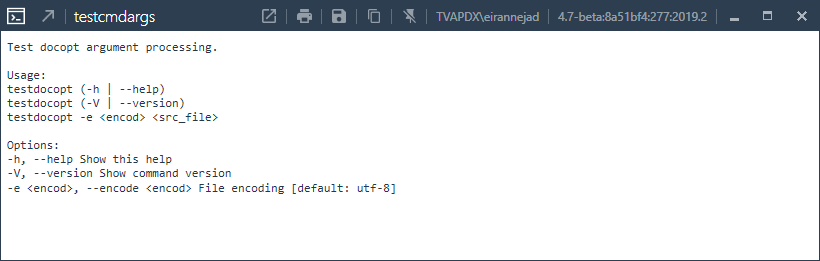 testcmdargs
TVAPDX\eirannejad
4.7-beta:8a51bf4:277:2019.2
Test docopt argument processing.
Usage:
testdocopt (-h | --help)
testdocopt (-V | --version)
testdocopt -e <encod> <src_file>
Options:
-h, --help Show this help
-V, --version Show command version
-e <encod>, --encode <encod> File encoding [default: utf-8]